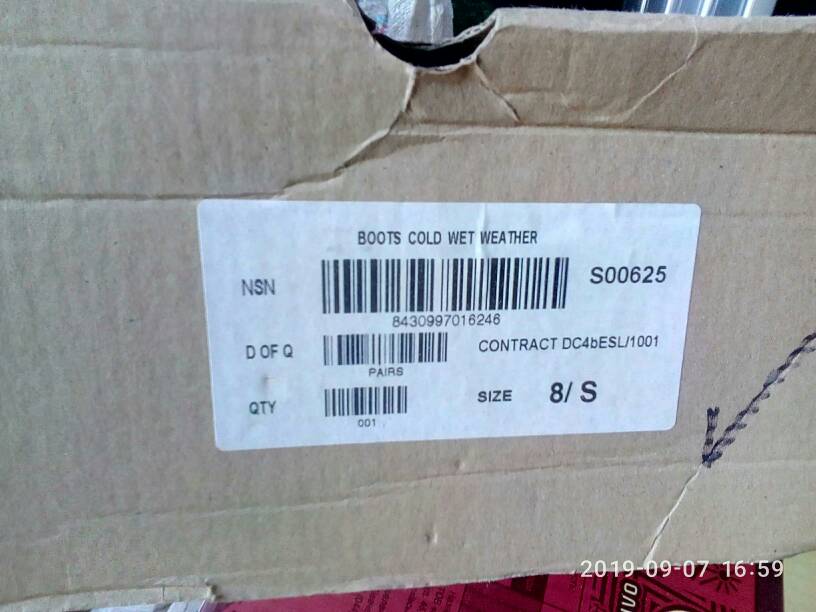 BOOTS COLD WET WEATHER
NSN
S00625
8430997016246
D OF Q
CONTRACT DC4bESL/1001
PAIRS
QTY
SIZE 8/ S
001
2019-09-07 16:59